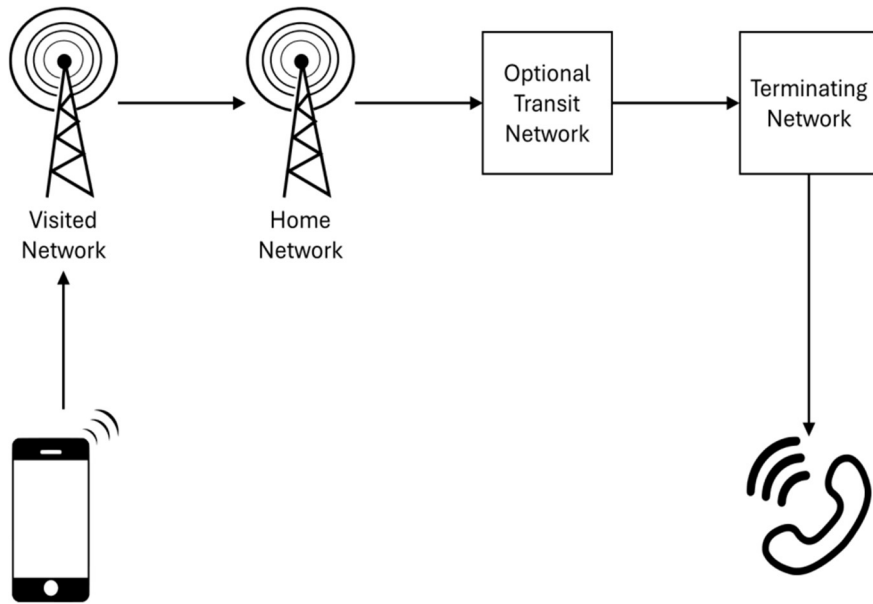 Visited
Network
Home
Network
Optional
Transit
Network
Terminating
Network